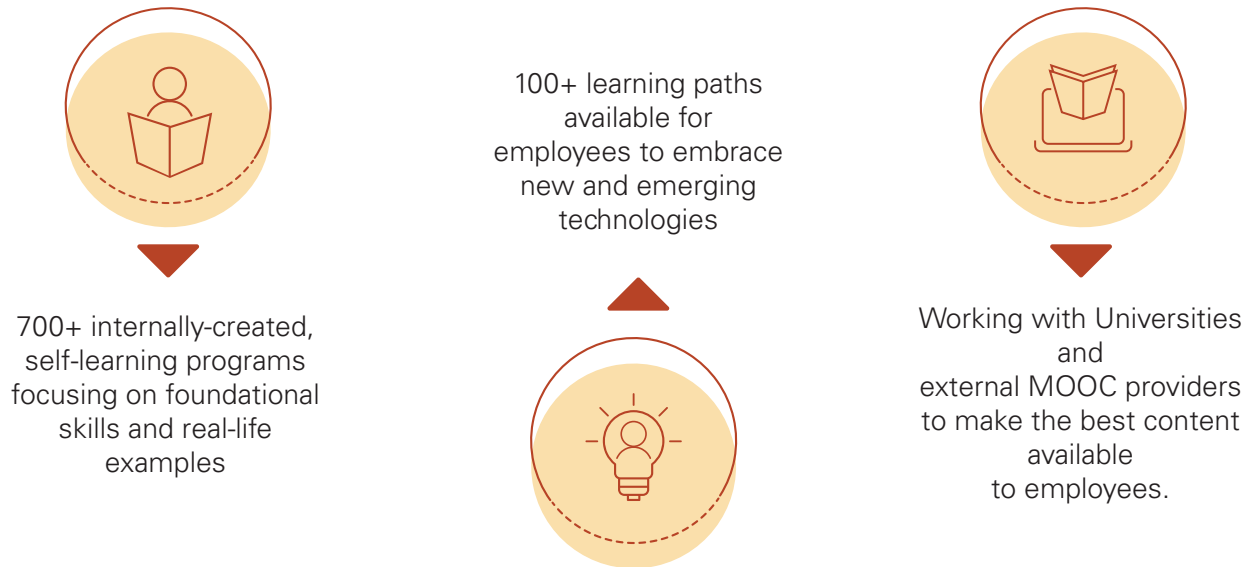 700+ internally-created,
self-learning programs
focusing on foundational
skills and real-life
examples
100+ learning paths
available for
employees to embrace
new and emerging
technologies
Working with Universities
and
external MOOC providers
to make the best content
available
to employees.